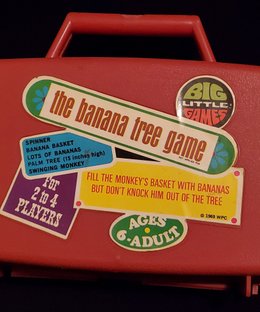 BIG
LITTLE
GAMES
the banana tree game
SPINNER
BANANA BASKET
LOTS OF BANANAS
PALM TREE (13 inches high)
SWINGING MONKEY
FILL THE MONKEY'S BASKET WITH BANANAS
BUT DON'T KNOCK HIM OUT OF THE TREE
© 1969 WPC
FOR
2 to 4
PLAYERS
AGES
6-ADULT